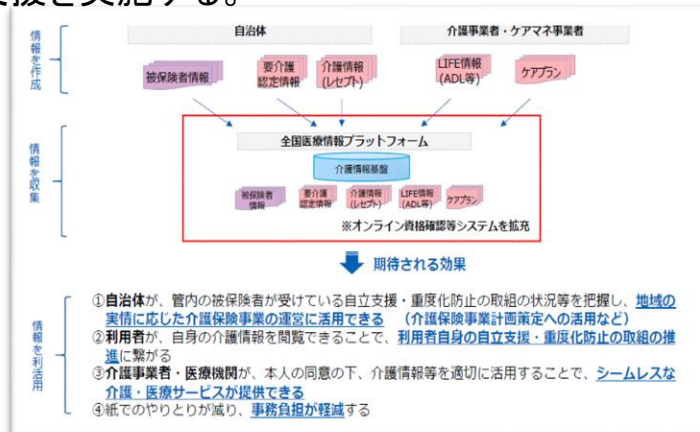 援を実施する。
情報を作成
自治体
介護事業者・ケアマネ事業者
被保険者情報
要介護
認定情報
介護情報
(レセプト)
LIFE情報
(ADL等)
ケアプラン
情報を収集
全国医療情報プラットフォーム
介護情報基盤
被保険者
情報
要介護
認定情報
介護情報
(レセプト)
LIFE情報
(ADL等)
ケアプラン
※オンライン資格確認等システムを拡充
期待される効果
情報を利活用
①自治体が、管内の被保険者が受けている自立支援・重度化防止の取組の状況等を把握し、地域の
実情に応じた介護保険事業の運営に活用できる （介護保険事業計画策定への活用など）
②利用者が、自身の介護情報を閲覧できることで、利用者自身の自立支援・重度化防止の取組の推
進に繋がる
③介護事業者・医療機関が、本人の同意の下、介護情報等を適切に活用することで、シームレスな
介護・医療サービスが提供できる
④紙でのやりとりが減り、事務負担が軽減する